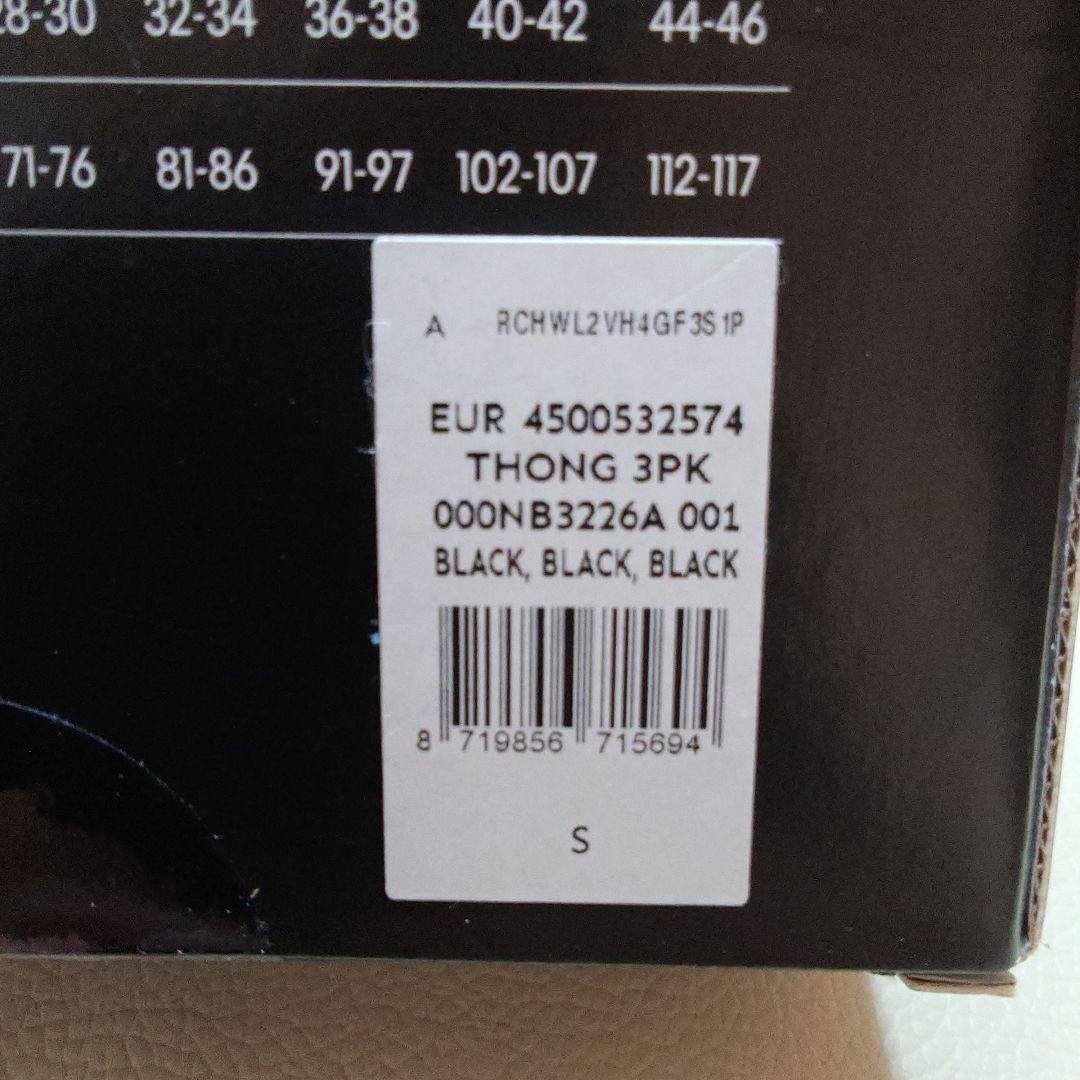 28-30 32-34 36-38 40-42 44-46
71-76 81-86 91-97 102-107 112-117
A RCHWL2VH4GF3S1P
EUR 4500532574
THONG 3PK
000NB3226A 001
BLACK, BLACK, BLACK
8 719856 715694
S